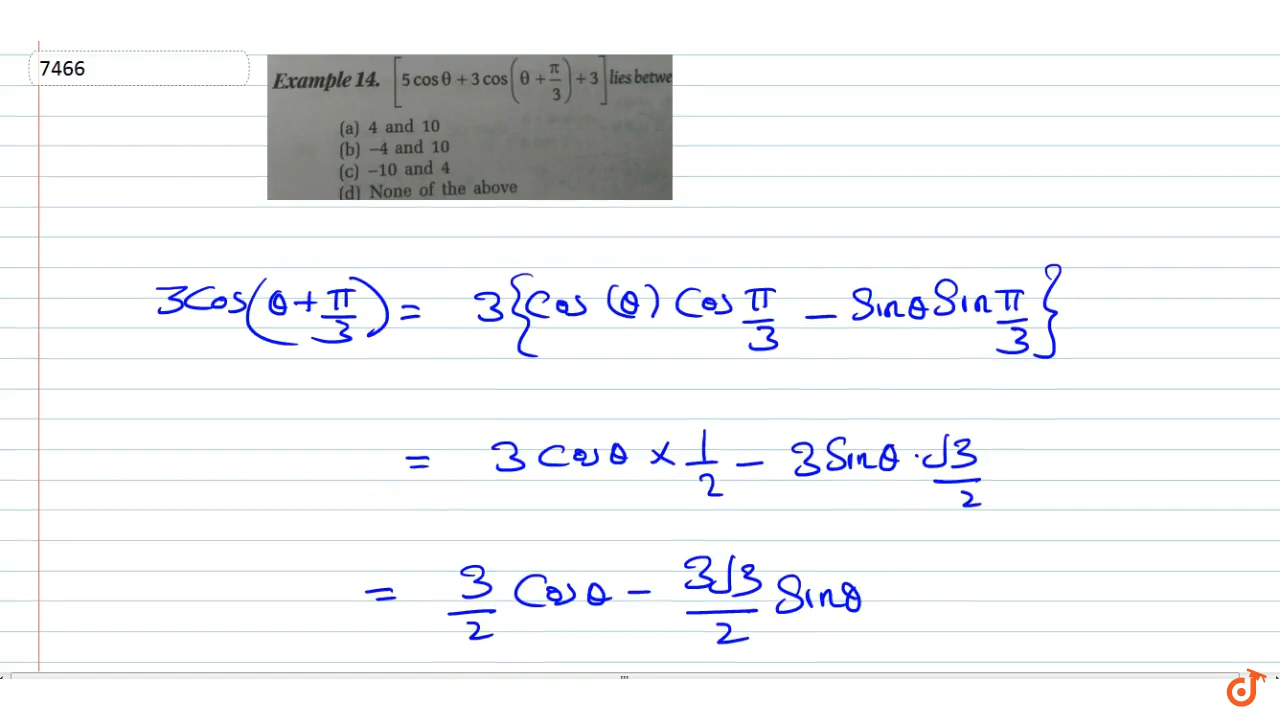 7466
Example 14. [5 cos θ + 3 cos (θ + π/3) + 3] lies betwe
(a) 4 and 10
(b) −4 and 10
(c) −10 and 4
(d) None of the above
3Cos(θ + π/3) = 3{Cos (θ) Cos π/3 − Sinθ Sin π/3}
= 3 Cosθ × 1/2 − 3 Sinθ · √3/2
= 3/2 Cosθ − 3√3/2 Sinθ